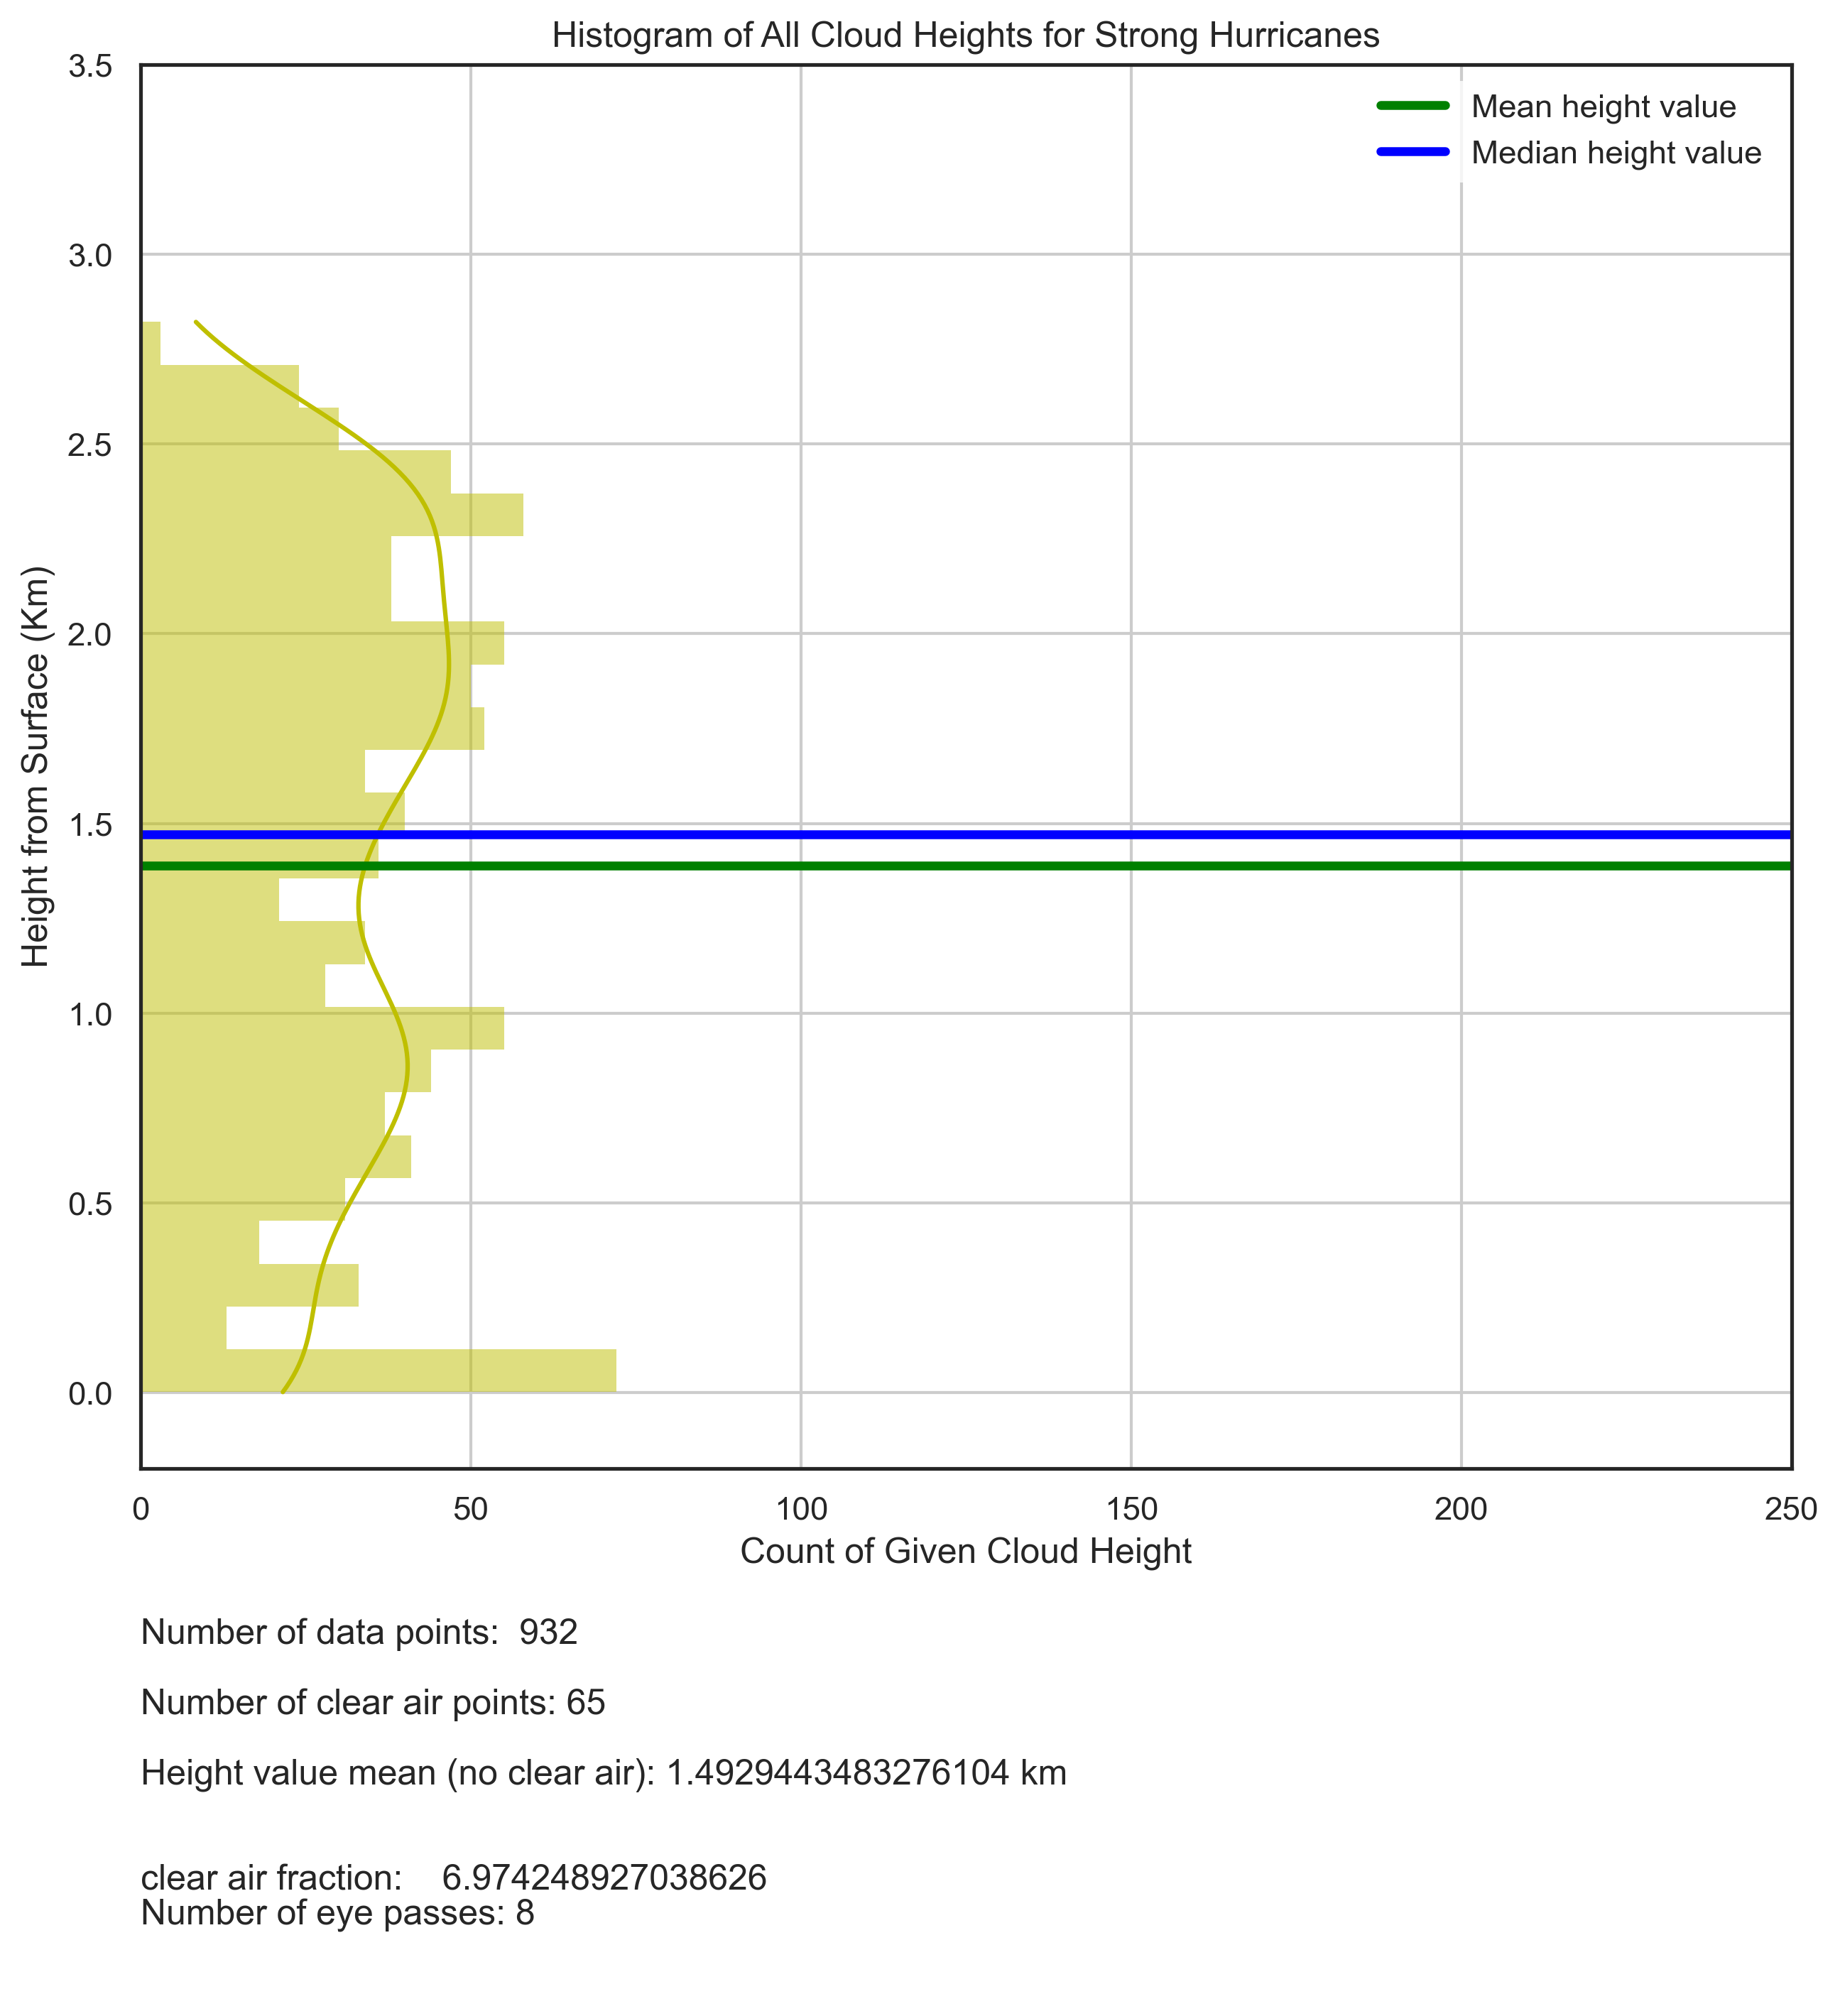 Histogram of All Cloud Heights for Strong Hurricanes
3.5
3.0
2.5
2.0
1.5
1.0
0.5
0.0
Height from Surface (Km)
Mean height value
Median height value
0 50 100 150 200 250
Count of Given Cloud Height
Number of data points: 932
Number of clear air points: 65
Height value mean (no clear air): 1.4929443483276104 km
clear air fraction: 6.974248927038626
Number of eye passes: 8